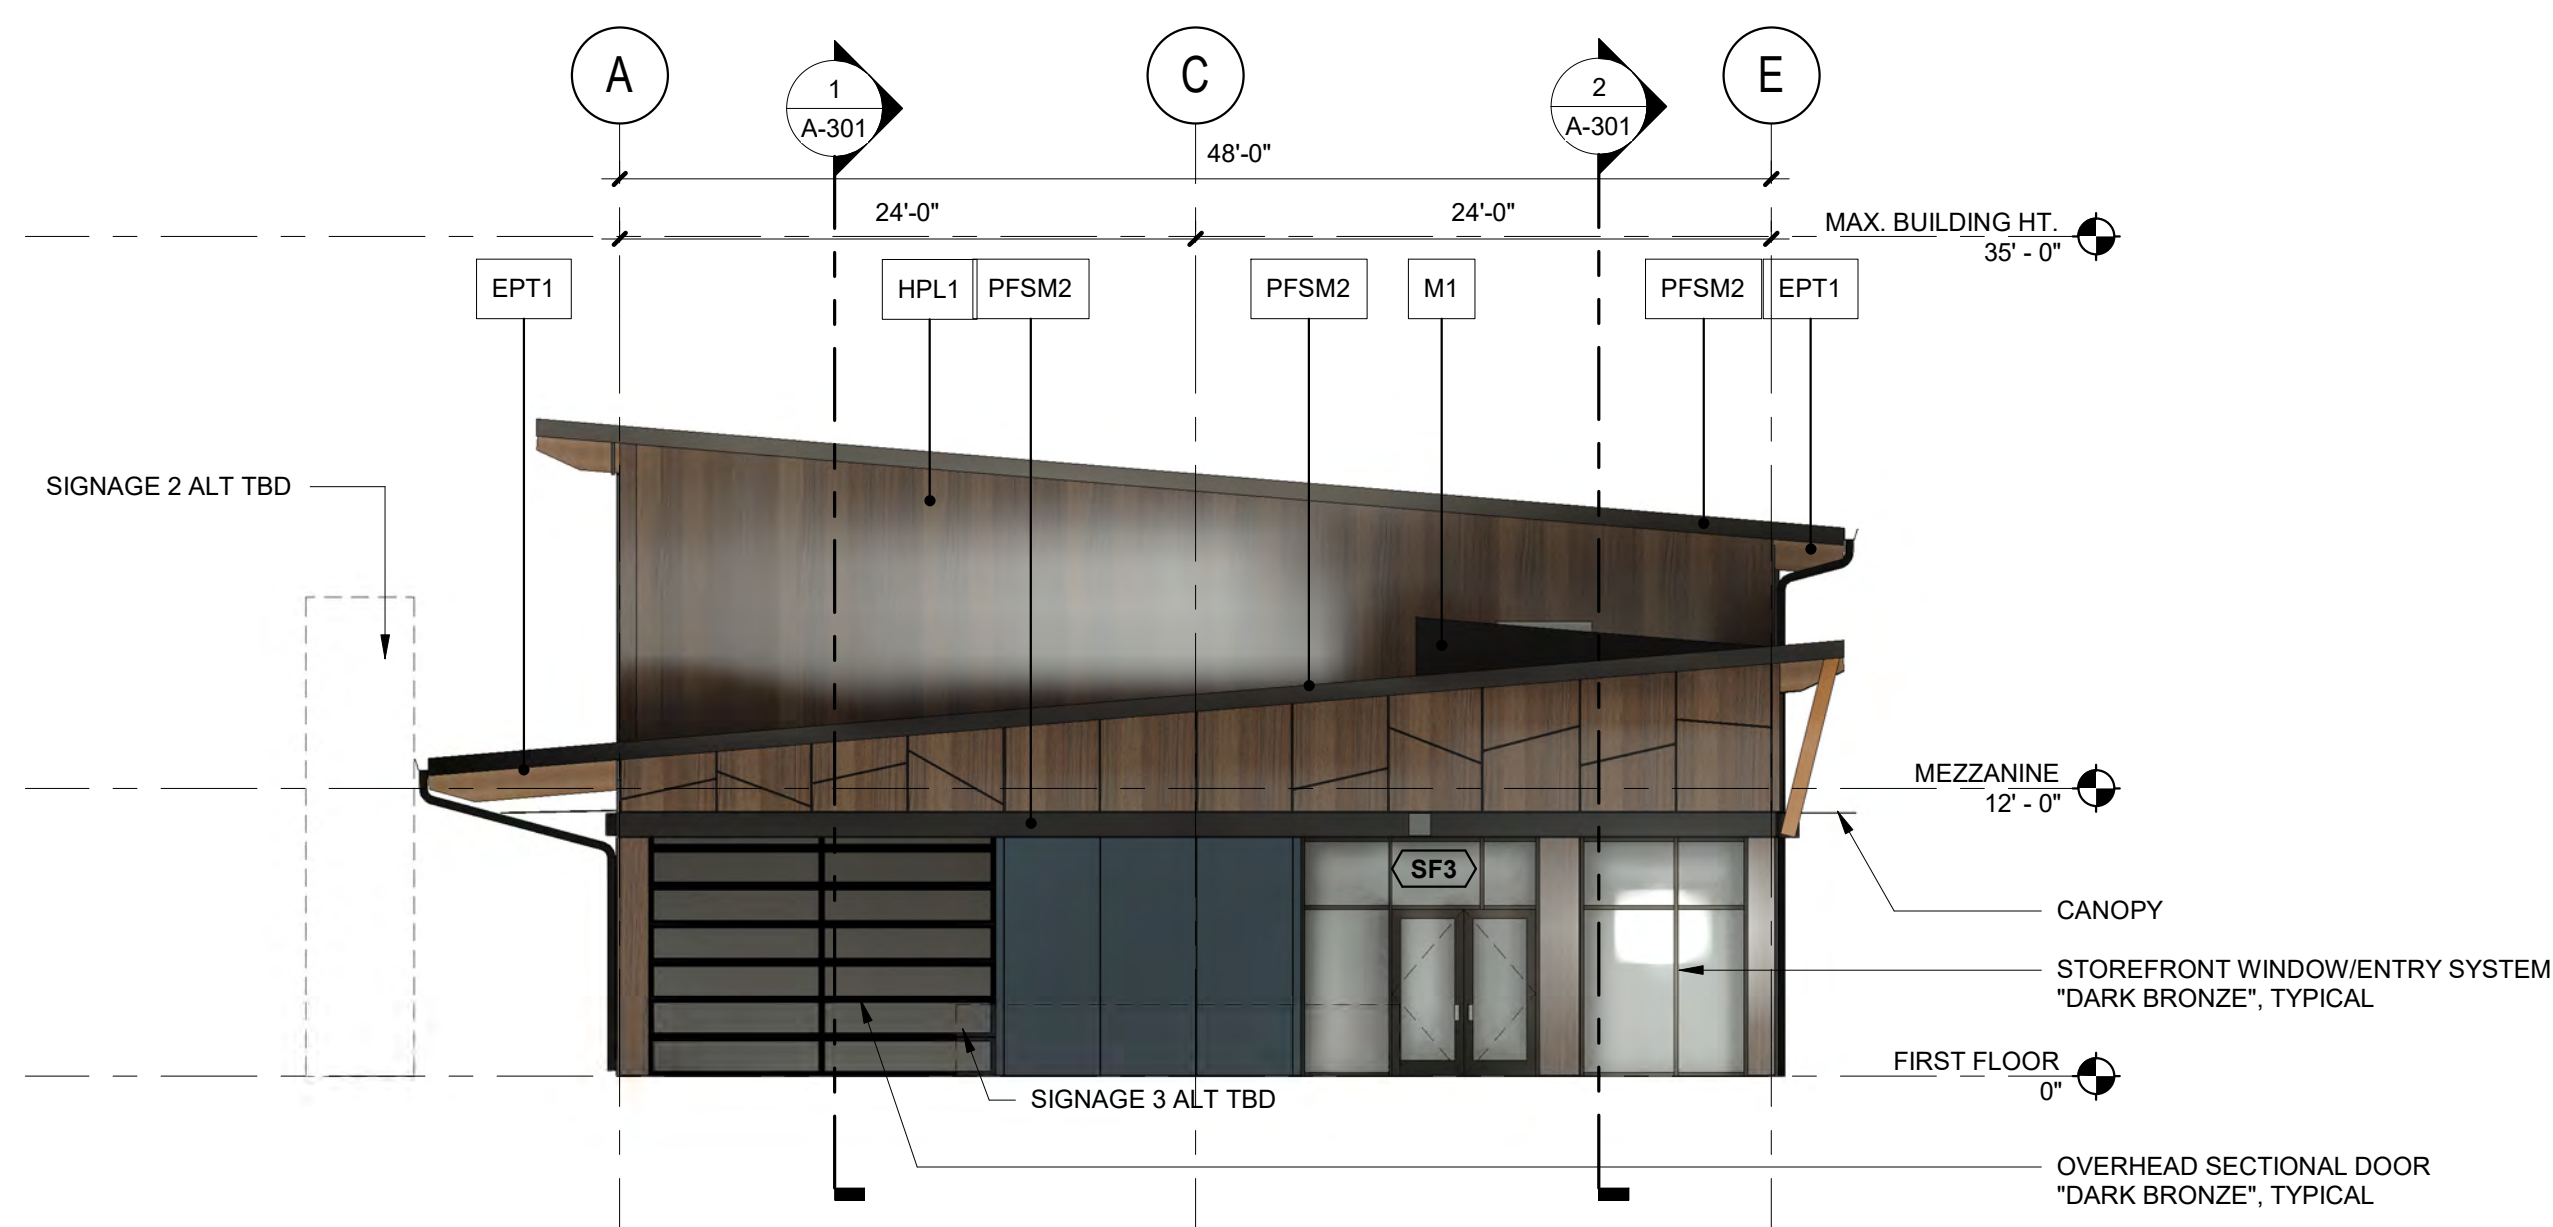 A
1
A-301
C
2
A-301
E
48'-0"
24'-0"
24'-0"
MAX. BUILDING HT.
35' - 0"
EPT1
HPL1
PFSM2
PFSM2
M1
PFSM2
EPT1
SIGNAGE 2 ALT TBD
MEZZANINE
12' - 0"
SF3
CANOPY
STOREFRONT WINDOW/ENTRY SYSTEM
"DARK BRONZE", TYPICAL
FIRST FLOOR
0"
SIGNAGE 3 ALT TBD
OVERHEAD SECTIONAL DOOR
"DARK BRONZE", TYPICAL